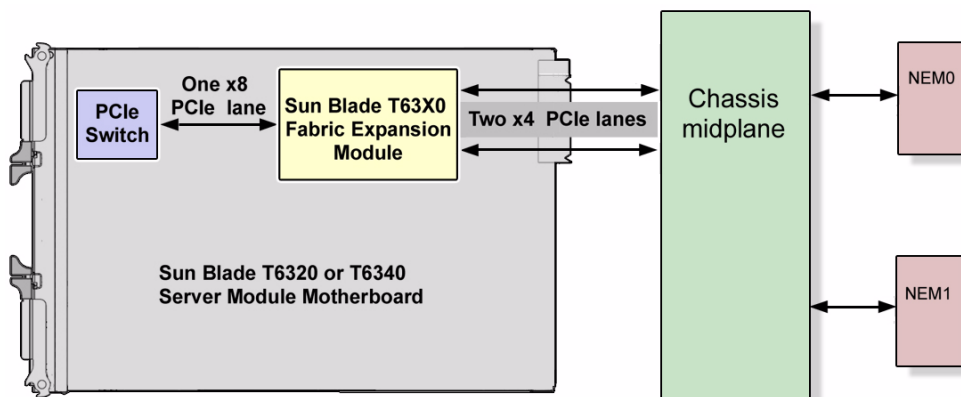 One x8
PCIe lane
PCIe
Switch
Sun Blade T63X0
Fabric Expansion
Module
Two x4 PCIe lanes
Chassis
midplane
NEM0
Sun Blade T6320 or T6340
Server Module Motherboard
NEM1